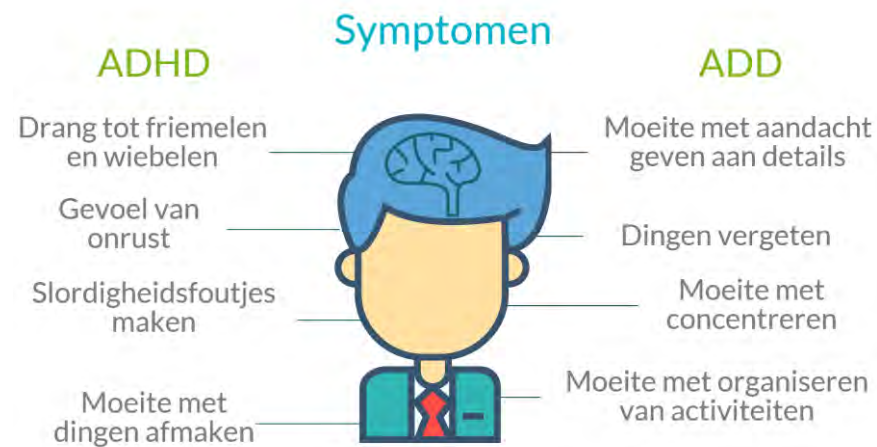 Symptomen
ADHD
Drang tot friemelen
en wiebelen
Gevoel van
onrust
Slordigheidsfoutjes
maken
Moeite met
dingen afmaken
ADD
Moeite met aandacht
geven aan details
Dingen vergeten
Moeite met
concentreren
Moeite met organiseren
van activiteiten